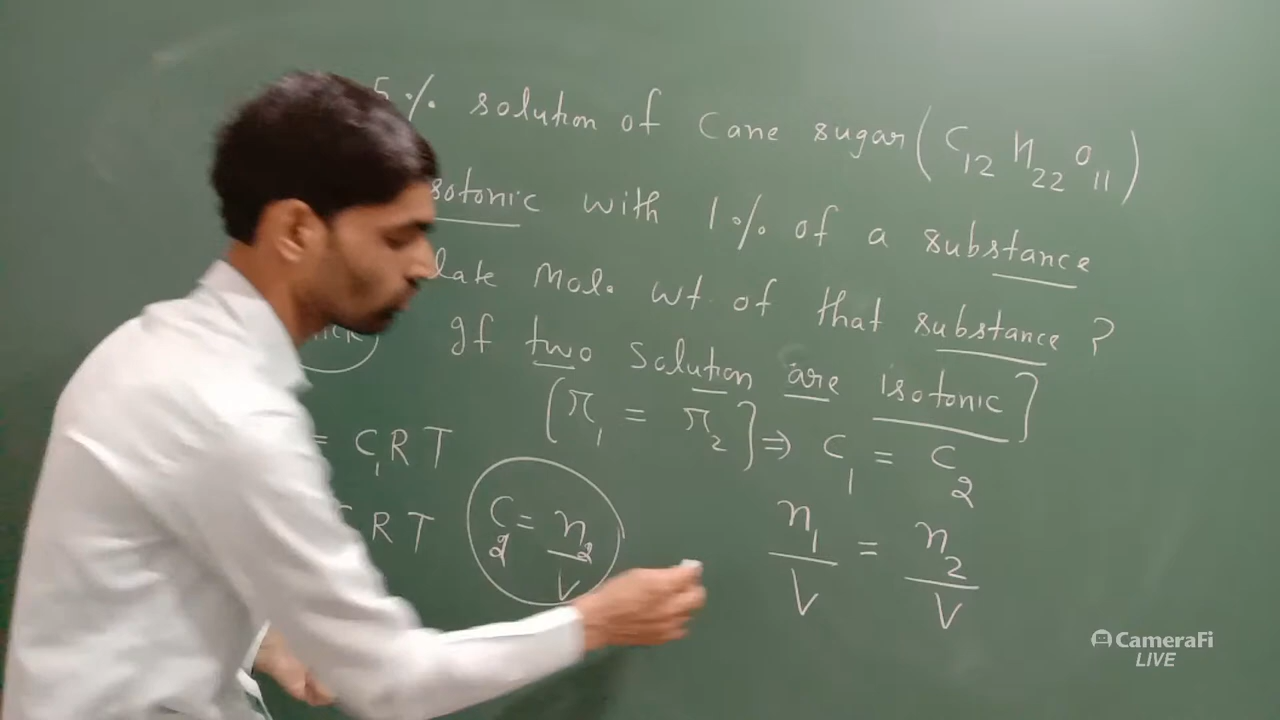 5% solution of Cane sugar (C12 H22 O11)
sotonic with 1% of a substance
late Mol. wt. of that substance?
If two Solution are isotonic]
[π1 = π2] ⇒ C1 = C2
= C1RT
CRT
C2 = n2/V
n1/V = n2/V
CameraFi
LIVE